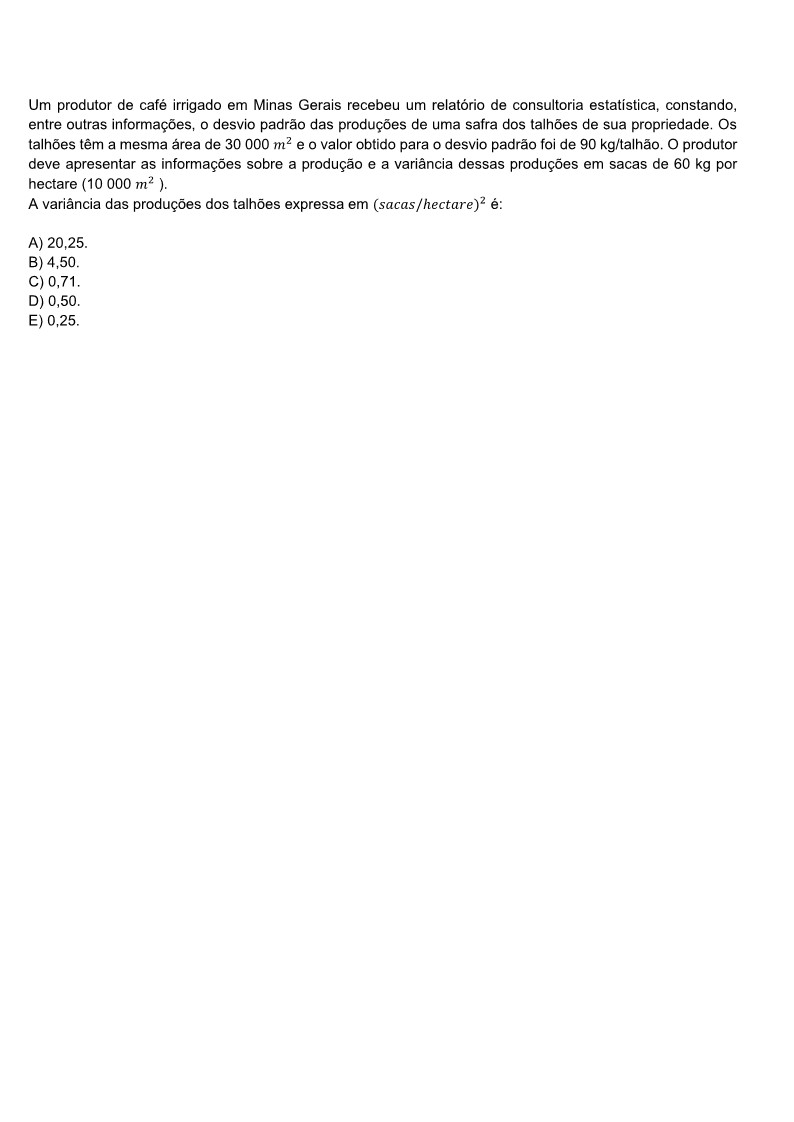 Um produtor de café irrigado em Minas Gerais recebeu um relatório de consultoria estatística, constando,
entre outras informações, o desvio padrão das produções de uma safra dos talhões de sua propriedade. Os
talhões têm a mesma área de 30 000 m² e o valor obtido para o desvio padrão foi de 90 kg/talhão. O produtor
deve apresentar as informações sobre a produção e a variância dessas produções em sacas de 60 kg por
hectare (10 000 m² ).
A variância das produções dos talhões expressa em (sacas/hectare)² é:
A) 20,25.
B) 4,50.
C) 0,71.
D) 0,50.
E) 0,25.